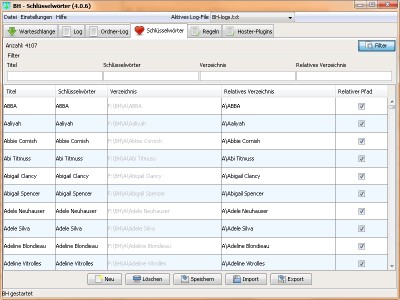 BH - Schlüsselwörter (4.0.6)
Datei Einstellungen Hilfe Aktives Log-File BH-logs.txt
Warteschlange Log Ordner-Log Schlüsselwörter Regeln Hoster-Plugins
Anzahl: 4107 Filter
Filter
Titel Schlüsselwörter Verzeichnis Relatives Verzeichnis
Titel Schlüsselwörter Verzeichnis Relatives Verzeichnis Relativer Pfad
ABBA ABBA F:\BH\A\ABBA A\ABBA
Aaliyah Aaliyah F:\BH\A\Aaliyah A\Aaliyah
Abbie Cornish Abbie Cornish F:\BH\A\Abbie Cornish A\Abbie Cornish
Abi Titmuss Abi Titmuss F:\BH\A\Abi Titmuss A\Abi Titmuss
Abigail Clancy Abigail Clancy F:\BH\A\Abigail Clancy A\Abigail Clancy
Abigail Spencer Abigail Spencer F:\BH\A\Abigail Spencer A\Abigail Spencer
Adele Neuhauser Adele Neuhauser F:\BH\A\Adele Neuhauser A\Adele Neuhauser
Adele Silva Adele Silva F:\BH\A\Adele Silva A\Adele Silva
Adeline Blondieau Adeline Blondieau F:\BH\A\Adeline Blondieau A\Adeline Blondieau
Adeline Vitrolles Adeline Vitrolles F:\BH\A\Adeline Vitrolles A\Adeline Vitrolles
Neu Löschen Speichern Import Export
BH gestartet